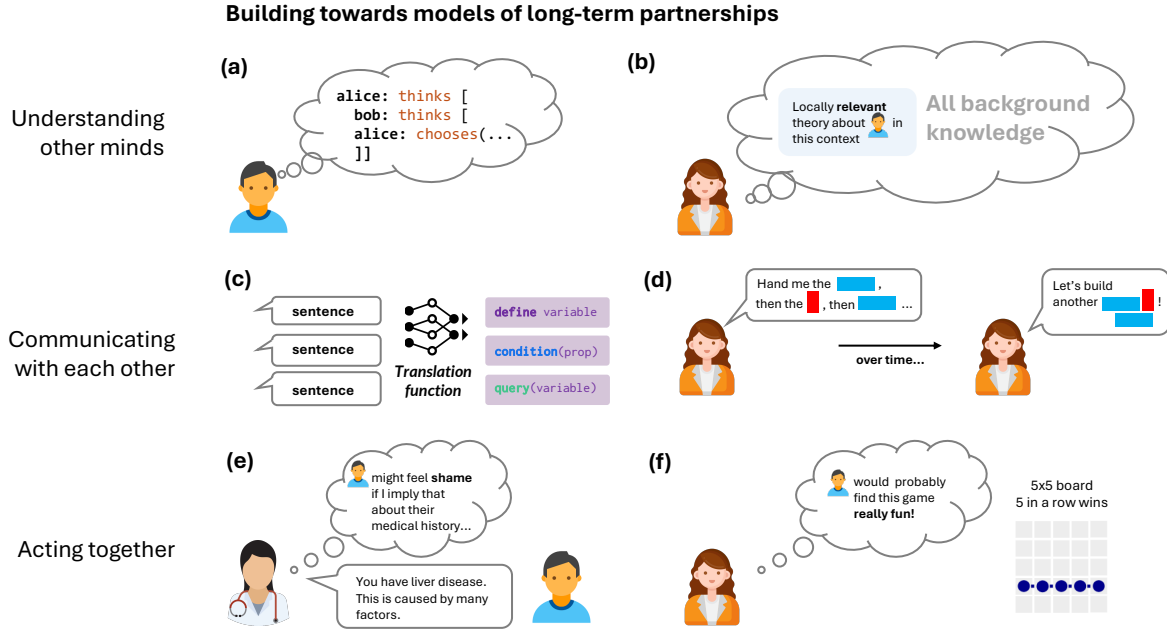 Building towards models of long-term partnerships
Understanding
other minds
(a)
alice: thinks [
bob: thinks [
alice: chooses(...
]]
(b)
Locally relevant
theory about in
this context
All background
knowledge
Communicating
with each other
(c)
sentence
sentence
sentence
Translation
function
define variable
condition(prop)
query(variable)
(d)
Hand me the ,
then the , then ...
over time...
Let's build
another !
Acting together
(e)
might feel shame
if I imply that
about their
medical history...
You have liver disease.
This is caused by many
factors.
(f)
would probably
find this game
really fun!
5x5 board
5 in a row wins